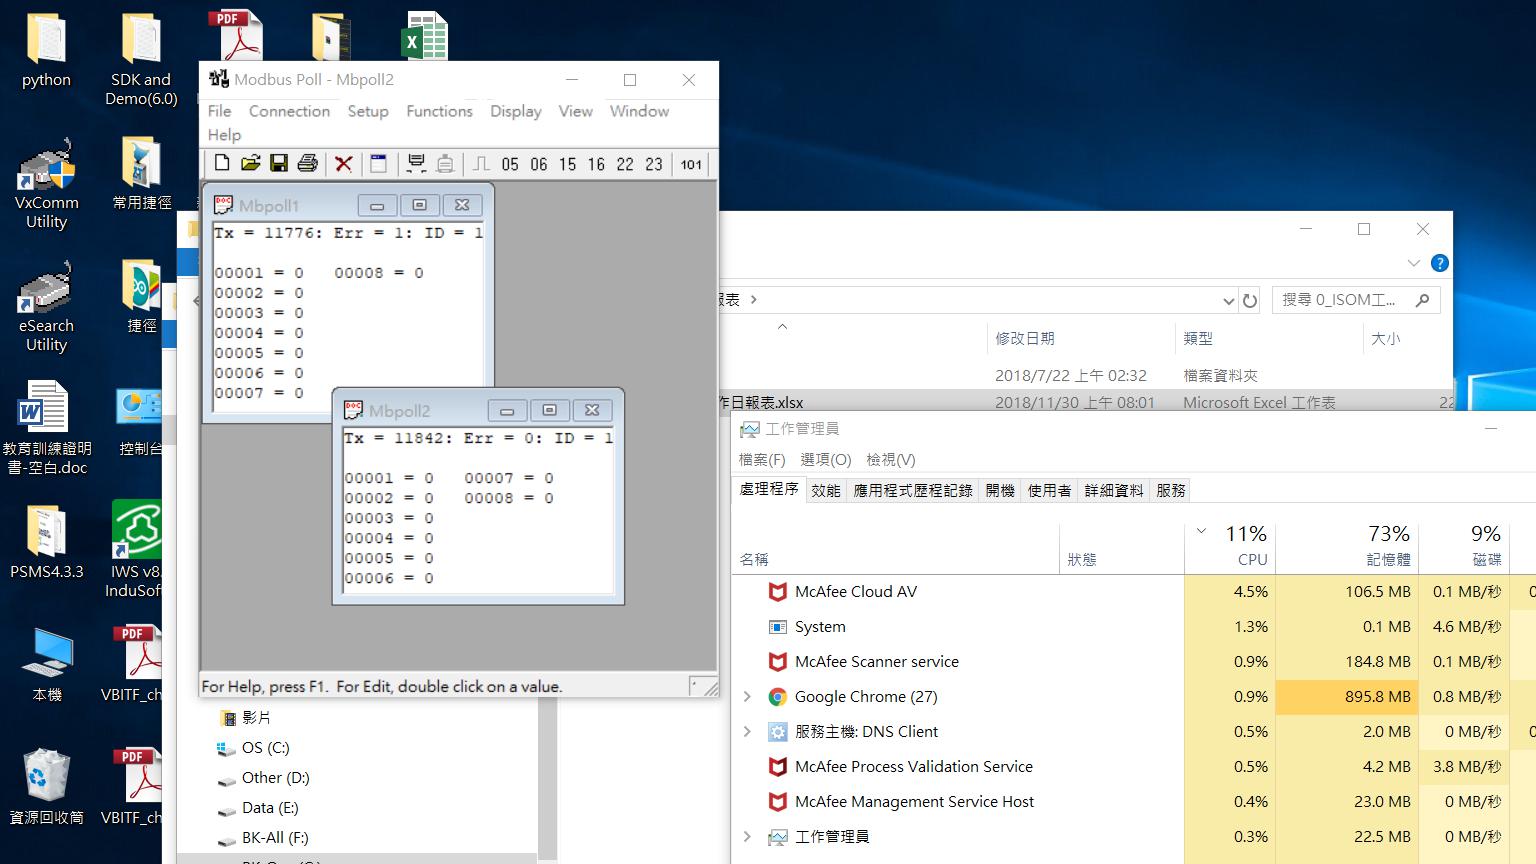 python
SDK and
Demo(6.0)
VxComm
Utility
常用捷徑
eSearch
Utility
捷徑
教育訓練證明
書-空白.doc
控制台
PSMS4.3.3
IWS v8.
InduSoft
本機
VBITF_ch
資源回收筒
VBITF_ch
Modbus Poll - Mbpoll2
File Connection Setup Functions Display View Window
Help
05 06 15 16 22 23 101
Mbpoll1
Tx = 11776: Err = 1: ID = 1
00001 = 0 00008 = 0
00002 = 0
00003 = 0
00004 = 0
00005 = 0
00006 = 0
00007 = 0
Mbpoll2
Tx = 11842: Err = 0: ID = 1
00001 = 0 00007 = 0
00002 = 0 00008 = 0
00003 = 0
00004 = 0
00005 = 0
00006 = 0
For Help, press F1. For Edit, double click on a value.
報表 >
搜尋 0_ISOM工...
修改日期 類型 大小
2018/7/22 上午 02:32 檔案資料夾
作日報表.xlsx 2018/11/30 上午 08:01 Microsoft Excel 工作表 22
影片
OS (C:)
Other (D:)
Data (E:)
BK-All (F:)
工作管理員
檔案(F) 選項(O) 檢視(V)
處理程序 效能 應用程式歷程記錄 開機 使用者 詳細資料 服務
11% 73% 9%
名稱 狀態 CPU 記憶體 磁碟
McAfee Cloud AV 4.5% 106.5 MB 0.1 MB/秒
System 1.3% 0.1 MB 4.6 MB/秒
McAfee Scanner service 0.9% 184.8 MB 0.1 MB/秒
Google Chrome (27) 0.9% 895.8 MB 0.8 MB/秒
服務主機: DNS Client 0.5% 2.0 MB 0 MB/秒
McAfee Process Validation Service 0.5% 4.2 MB 3.8 MB/秒
McAfee Management Service Host 0.4% 23.0 MB 0 MB/秒
工作管理員 0.3% 22.5 MB 0 MB/秒